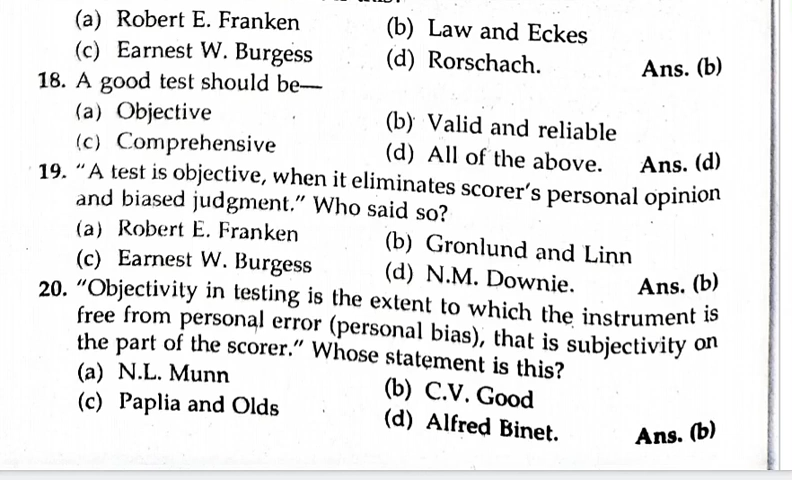 (a) Robert E. Franken (b) Law and Eckes
(c) Earnest W. Burgess (d) Rorschach. Ans. (b)
18. A good test should be—
(a) Objective (b) Valid and reliable
(c) Comprehensive (d) All of the above. Ans. (d)
19. “A test is objective, when it eliminates scorer’s personal opinion
and biased judgment.” Who said so?
(a) Robert E. Franken (b) Gronlund and Linn
(c) Earnest W. Burgess (d) N.M. Downie. Ans. (b)
20. “Objectivity in testing is the extent to which the instrument is
free from personal error (personal bias), that is subjectivity on
the part of the scorer.” Whose statement is this?
(a) N.L. Munn (b) C.V. Good
(c) Paplia and Olds (d) Alfred Binet. Ans. (b)